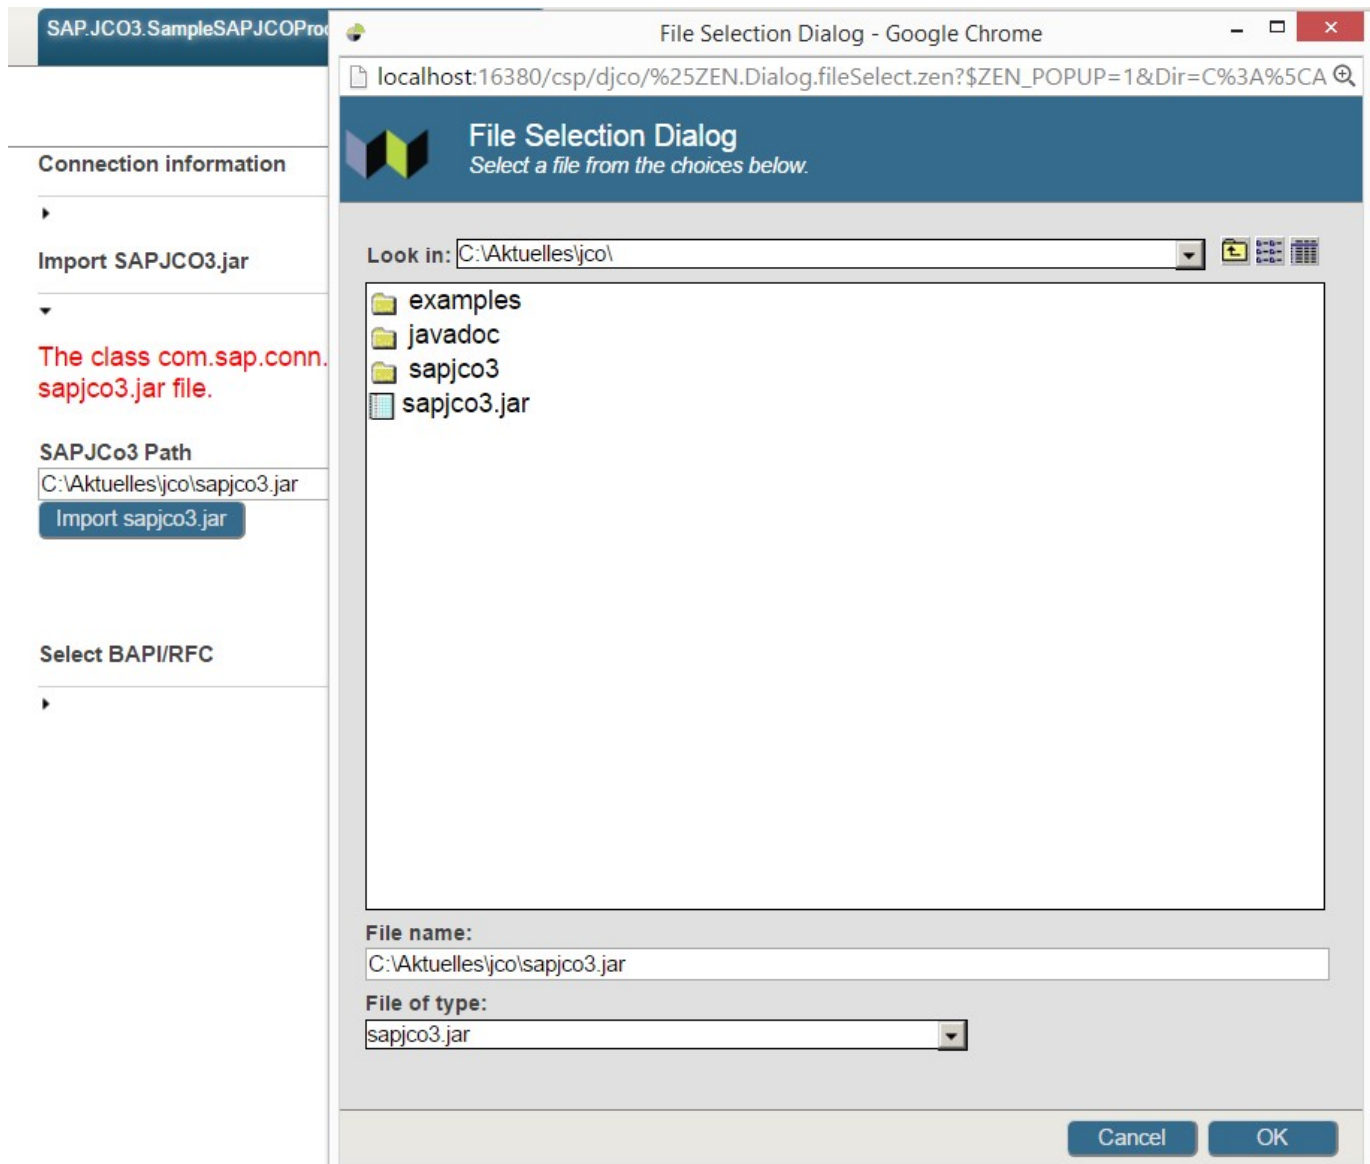 SAP.JCO3.SampleSAPJCOPro
File Selection Dialog - Google Chrome
localhost:16380/csp/djco/%25ZEN.Dialog.fileSelect.zen?$ZEN_POPUP=1&Dir=C%3A%5CA
File Selection Dialog
Select a file from the choices below.
Connection information
Import SAPJCO3.jar
The class com.sap.conn.
sapjco3.jar file.
SAPJCo3 Path
C:\Aktuelles\jco\sapjco3.jar
Import sapjco3.jar
Select BAPI/RFC
Look in: C:\Aktuelles\jco\
examples
javadoc
sapjco3
sapjco3.jar
File name:
C:\Aktuelles\jco\sapjco3.jar
File of type:
sapjco3.jar
Cancel
OK